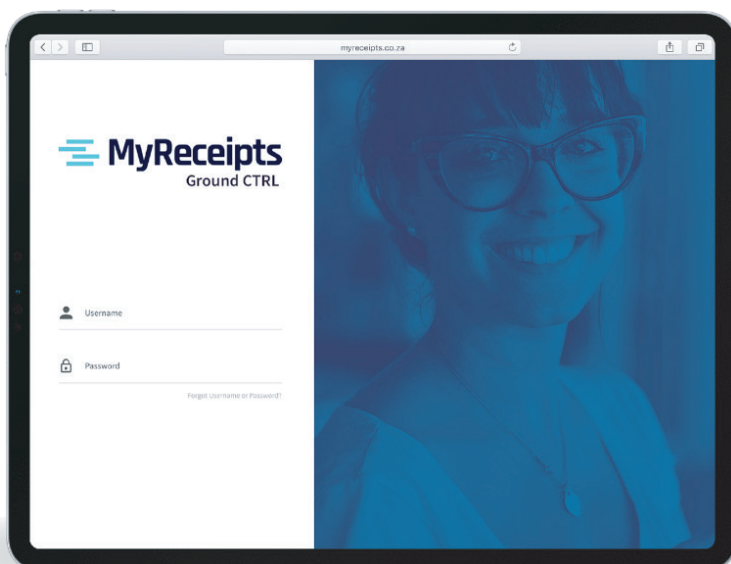 myreceipts.co.za
MyReceipts
Ground CTRL
Username
Password
Forgot Username or Password?